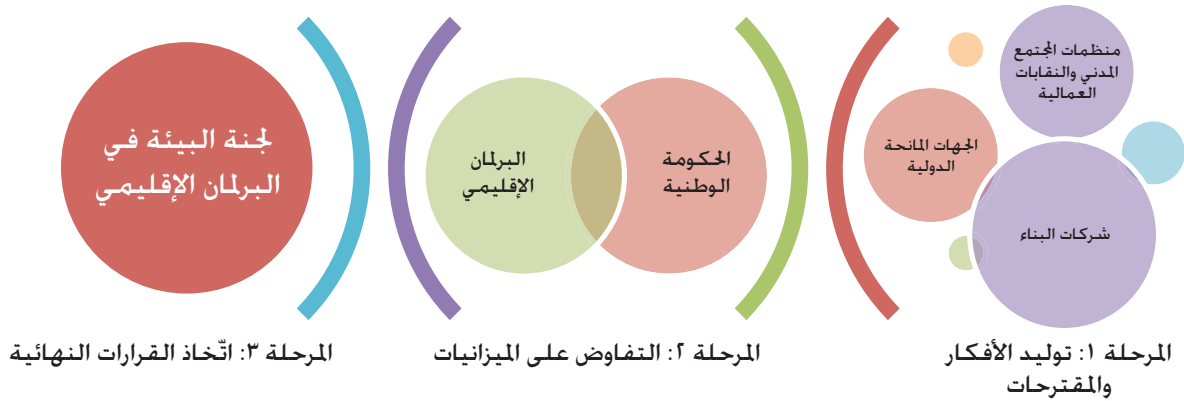 منظمات المجتمع
المدني والنقابات
العمالية
الجهات المانحة
الدولية
شركات البناء
المرحلة ١: توليد الأفكار
والمقترحات
الحكومة
الوطنية
البرلمان
الإقليمي
المرحلة ٢: التفاوض على الميزانيات
لجنة البيئة في
البرلمان الإقليمي
المرحلة ٣: اتّخاذ القرارات النهائية